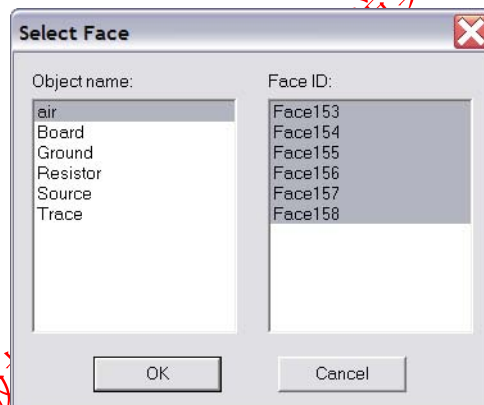 Select Face
Object name:
air
Board
Ground
Resistor
Source
Trace
Face ID:
Face153
Face154
Face155
Face156
Face157
Face158
OK
Cancel